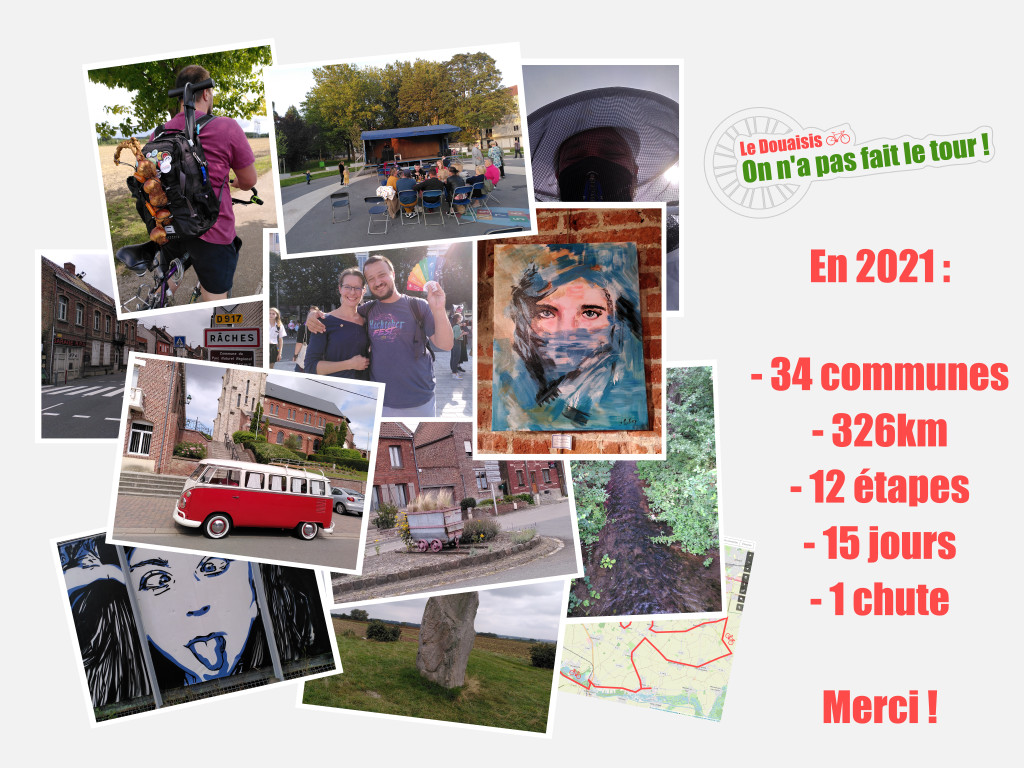 Le Douaisis
On n'a pas fait le tour !
En 2021 :
- 34 communes
- 326km
- 12 étapes
- 15 jours
- 1 chute
Merci !
D 917
RÂCHES